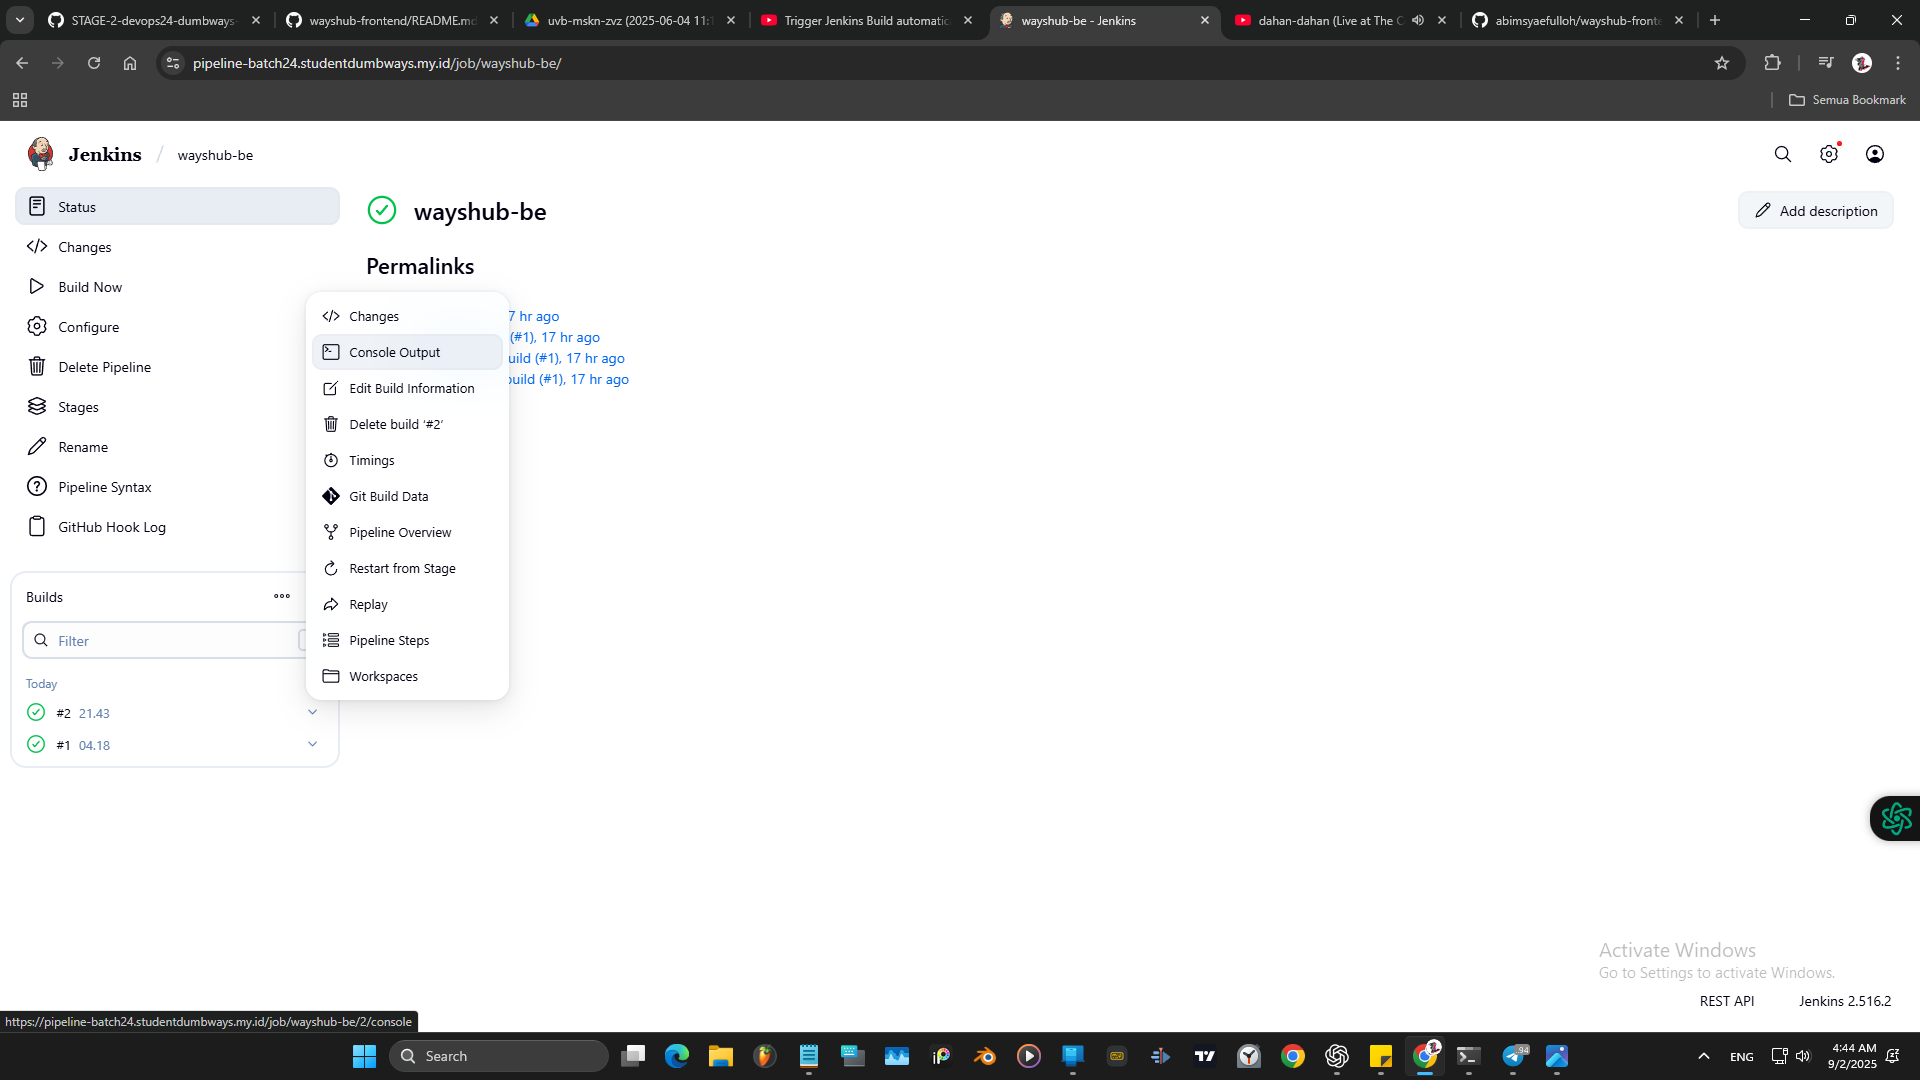 STAGE-2-devops24-dumbways-
wayshub-frontend/README.md
uvb-mskn-zvz (2025-06-04 11:1
Trigger Jenkins Build automatic
wayshub-be - Jenkins
dahan-dahan (Live at The C
abimsyaefulloh/wayshub-fronte
pipeline-batch24.studentdumbways.my.id/job/wayshub-be/
Semua Bookmark
Jenkins / wayshub-be
Status
Changes
Build Now
Configure
Delete Pipeline
Stages
Rename
Pipeline Syntax
GitHub Hook Log
Builds
Filter
Today
#2 21.43
#1 04.18
wayshub-be
Add description
Permalinks
7 hr ago
(#1), 17 hr ago
uild (#1), 17 hr ago
build (#1), 17 hr ago
Changes
Console Output
Edit Build Information
Delete build ‘#2’
Timings
Git Build Data
Pipeline Overview
Restart from Stage
Replay
Pipeline Steps
Workspaces
Activate Windows
Go to Settings to activate Windows.
REST API
Jenkins 2.516.2
https://pipeline-batch24.studentdumbways.my.id/job/wayshub-be/2/console
Search
94
ENG
4:44 AM
9/2/2025